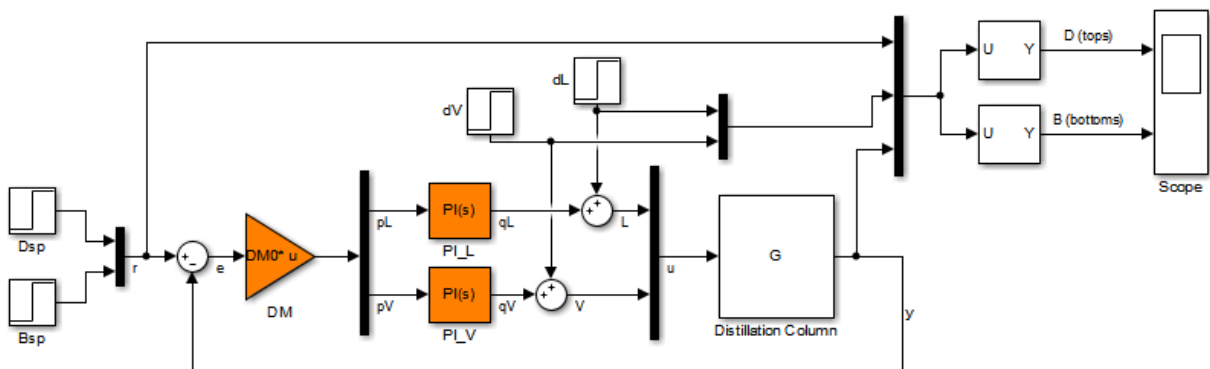 D (tops)
U Y
dL
dV
B (bottoms)
U Y
Scope
Dsp
PI(s)
pL
qL
L
PI_L
DM0* u
G
r
e
u
Bsp
DM
PI(s)
pV
qV
V
PI_V
Distillation Column
y
+
−
+
+
+
+